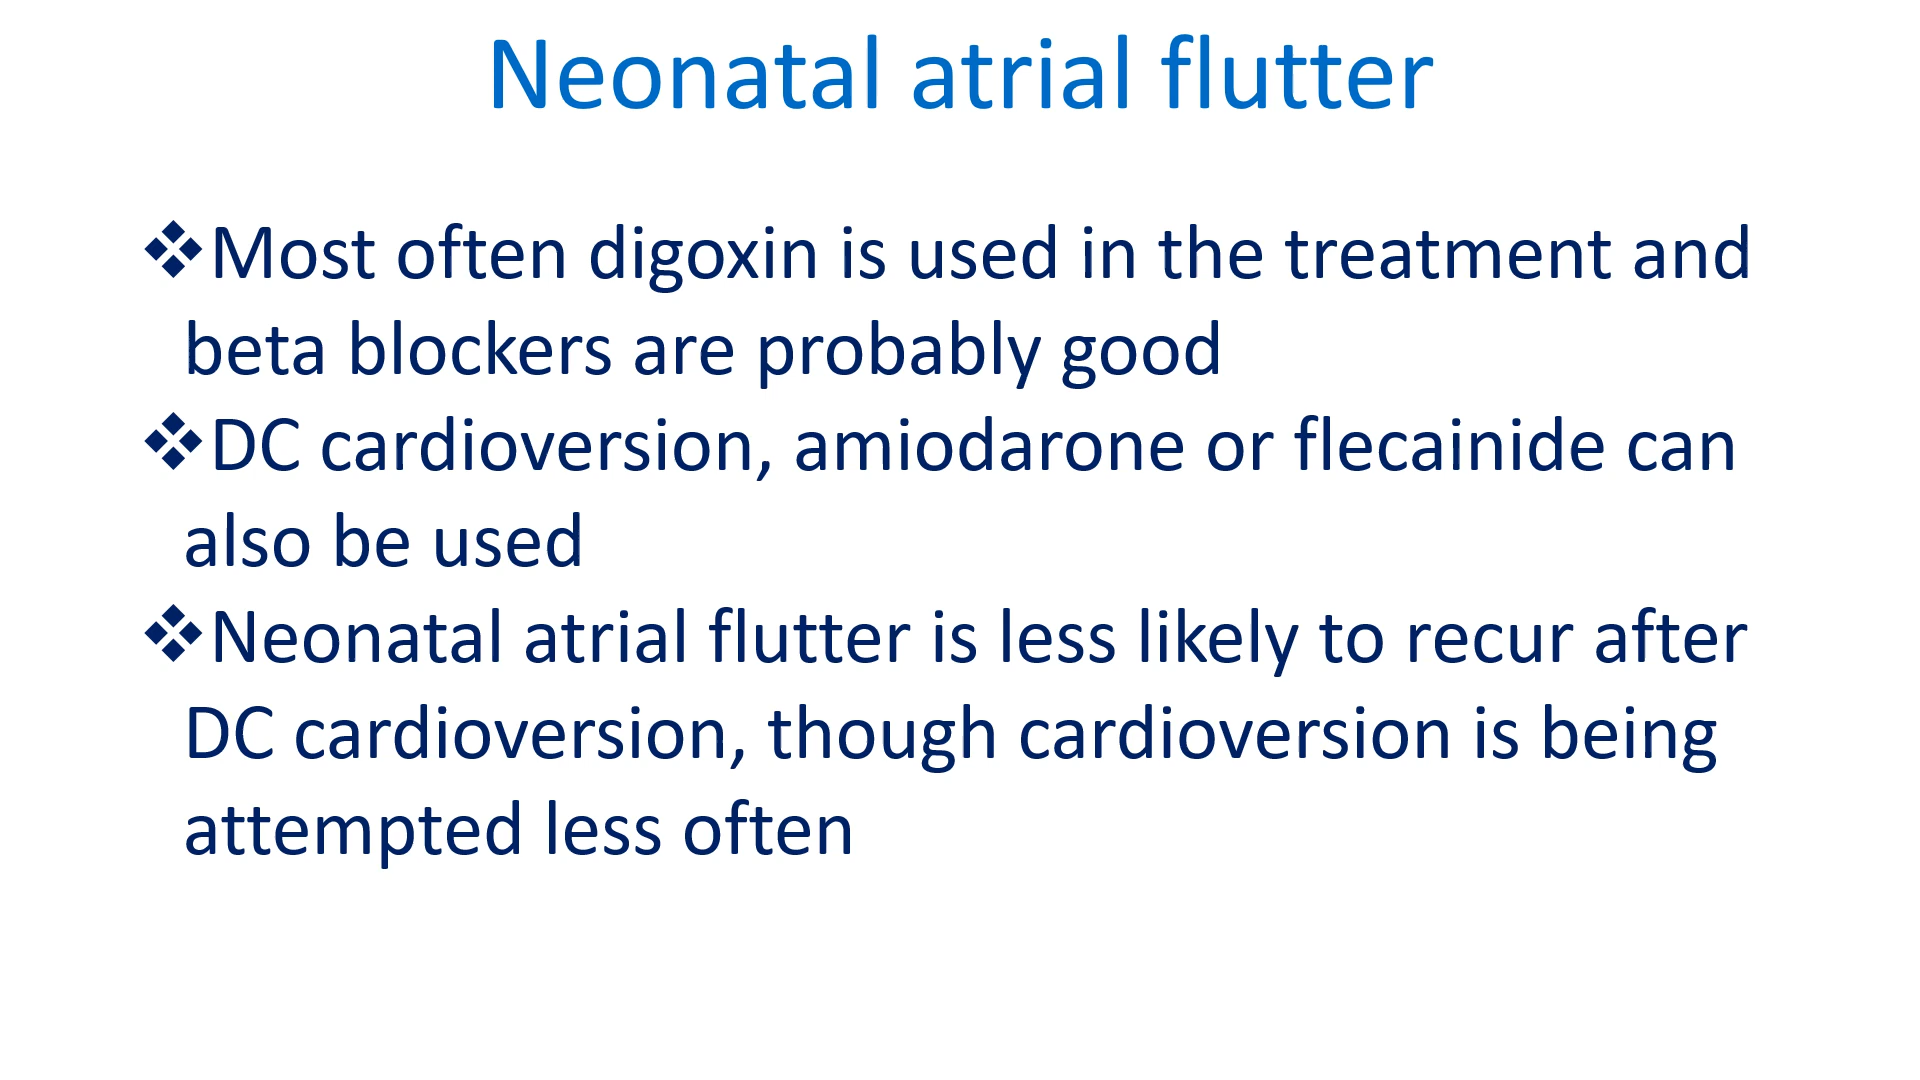 Neonatal atrial flutter
❖Most often digoxin is used in the treatment and
beta blockers are probably good
❖DC cardioversion, amiodarone or flecainide can
also be used
❖Neonatal atrial flutter is less likely to recur after
DC cardioversion, though cardioversion is being
attempted less often